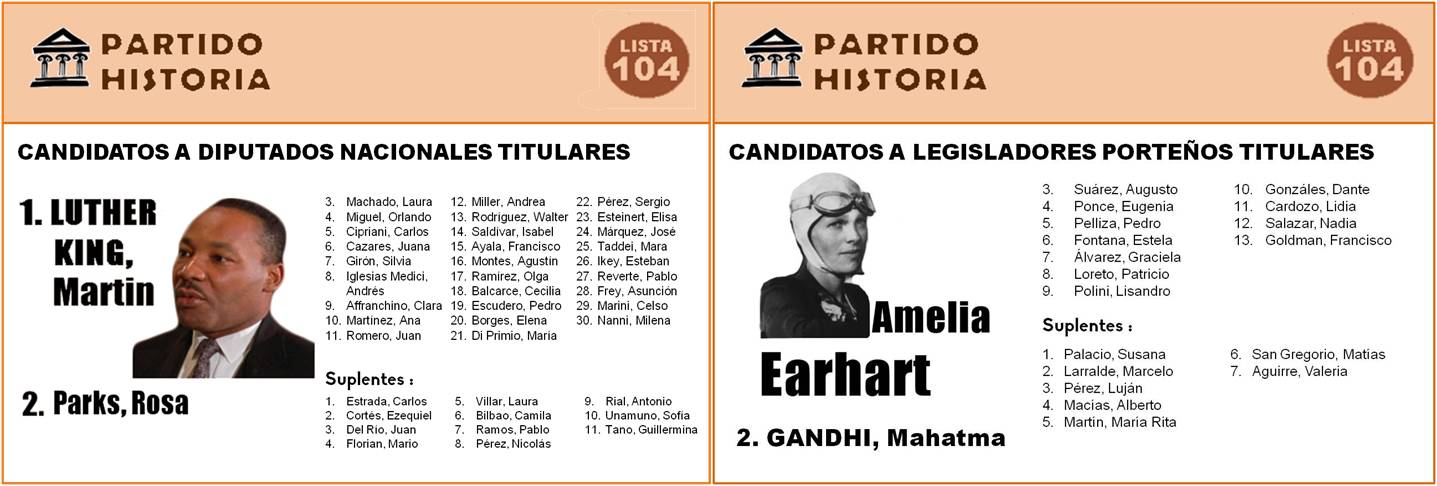 PARTIDO
HISTORIA
LISTA
104
CANDIDATOS A DIPUTADOS NACIONALES TITULARES
1. LUTHER
KING,
Martin
2. Parks, Rosa
3. Machado, Laura
4. Miguel, Orlando
5. Cipriani, Carlos
6. Cazares, Juana
7. Girón, Silvia
8. Iglesias Medici,
Andrés
9. Affranchino, Clara
10. Martinez, Ana
11. Romero, Juan
12. Miller, Andrea
13. Rodríguez, Walter
14. Saldívar, Isabel
15. Ayala, Francisco
16. Montes, Agustín
17. Ramírez, Olga
18. Balcarce, Cecilia
19. Escudero, Pedro
20. Borges, Elena
21. Di Primio, María
22. Pérez, Sergio
23. Esteinert, Elisa
24. Márquez, José
25. Taddei, Mara
26. Ikey, Esteban
27. Reverte, Pablo
28. Frey, Asunción
29. Marini, Celso
30. Nanni, Milena
Suplentes :
1. Estrada, Carlos
2. Cortés, Ezequiel
3. Del Río, Juan
4. Florian, Mario
5. Villar, Laura
6. Bilbao, Camila
7. Ramos, Pablo
8. Pérez, Nicolás
9. Rial, Antonio
10. Unamuno, Sofía
11. Tano, Guillermina
PARTIDO
HISTORIA
LISTA
104
CANDIDATOS A LEGISLADORES PORTEÑOS TITULARES
Amelia
Earhart
2. GANDHI, Mahatma
3. Suárez, Augusto
4. Ponce, Eugenia
5. Pelliza, Pedro
6. Fontana, Estela
7. Álvarez, Graciela
8. Loreto, Patricio
9. Polini, Lisandro
10. Gonzáles, Dante
11. Cardozo, Lidia
12. Salazar, Nadia
13. Goldman, Francisco
Suplentes :
1. Palacio, Susana
2. Larralde, Marcelo
3. Pérez, Luján
4. Macías, Alberto
5. Martin, María Rita
6. San Gregorio, Matías
7. Aguirre, Valeria